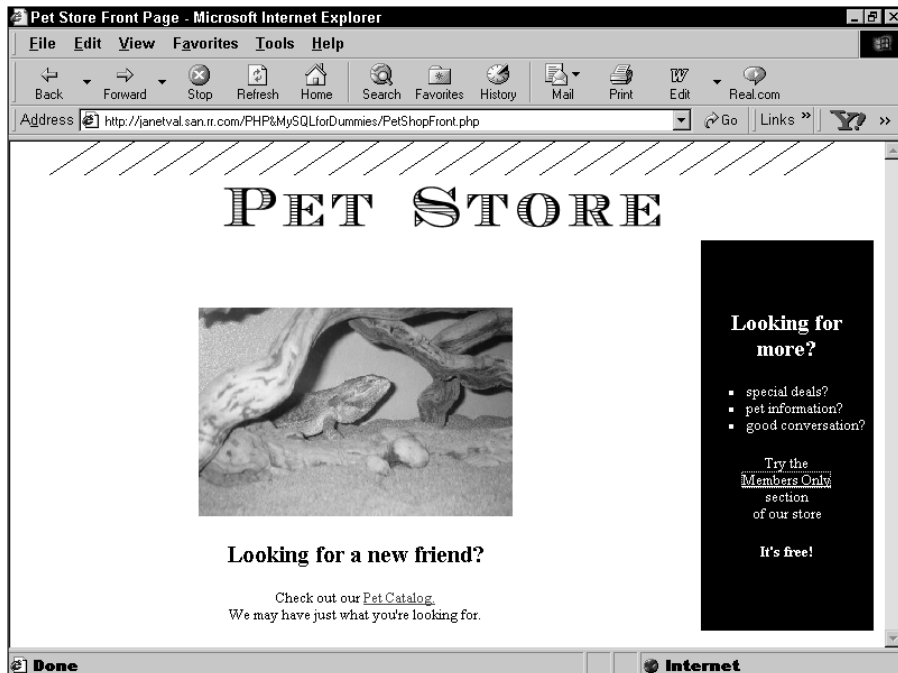 Pet Store Front Page - Microsoft Internet Explorer
File Edit View Favorites Tools Help
Back Forward Stop Refresh Home Search Favorites History Mail Print Edit Real.com
Address http://janetval.san.rr.com/PHP&MySQLforDummies/PetShopFront.php Go Links » Y? »
PET STORE
Looking for
more?
special deals?
pet information?
good conversation?
Try the
Members Only
section
of our store
It's free!
Looking for a new friend?
Check out our Pet Catalog.
We may have just what you're looking for.
Done Internet